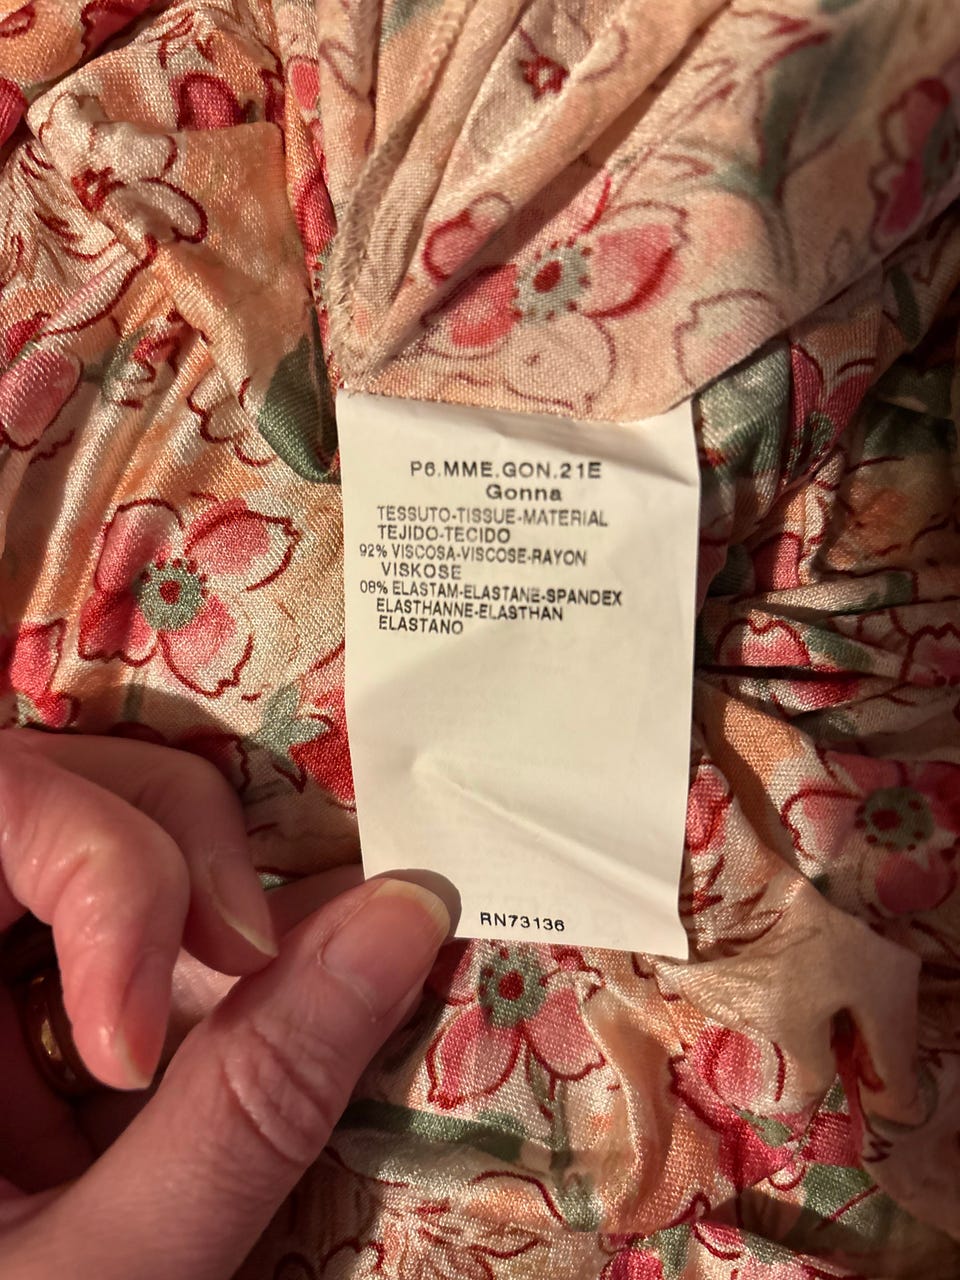 P6.MME.GON.21E
Gonna
TESSUTO-TISSUE-MATERIAL
TEJIDO-TECIDO
92% VISCOSA-VISCOSE-RAYON
VISKOSE
08% ELASTAM-ELASTANE-SPANDEX
ELASTHANNE-ELASTHAN
ELASTANO
RN73136